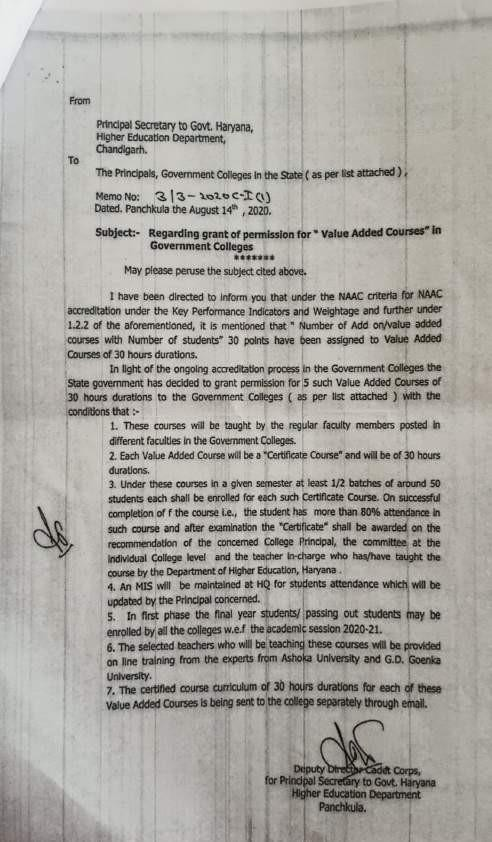 From
Principal Secretary to Govt. Haryana,
Higher Education Department,
Chandigarh.
To
The Principals, Government Colleges in the State ( as per list attached ) ,
Memo No: 3/3-2020 C-I (1)
Dated. Panchkula the August 14th , 2020.
Subject:- Regarding grant of permission for “ Value Added Courses” in
Government Colleges
*******
May please peruse the subject cited above.
I have been directed to inform you that under the NAAC criteria for NAAC
accreditation under the Key Performance Indicators and Weightage and further under
1.2.2 of the aforementioned, it is mentioned that “ Number of Add on/value added
courses with Number of students” 30 points have been assigned to Value Added
Courses of 30 hours durations.
In light of the ongoing accreditation process in the Government Colleges the
State government has decided to grant permission for 5 such Value Added Courses of
30 hours durations to the Government Colleges ( as per list attached ) with the
conditions that :-
1. These courses will be taught by the regular faculty members posted in
different faculties in the Government Colleges.
2. Each Value Added Course will be a “Certificate Course” and will be of 30 hours
durations.
3. Under these courses in a given semester at least 1/2 batches of around 50
students each shall be enrolled for each such Certificate Course. On successful
completion of f the course i.e., the student has more than 80% attendance in
such course and after examination the “Certificate” shall be awarded on the
recommendation of the concerned College Principal, the committee at the
individual College level and the teacher in-charge who has/have taught the
course by the Department of Higher Education, Haryana .
4. An MIS will be maintained at HQ for students attendance which will be
updated by the Principal concerned.
5. In first phase the final year students/ passing out students may be
enrolled by all the colleges w.e.f the academic session 2020-21.
6. The selected teachers who will be teaching these courses will be provided
on line training from the experts from Ashoka University and G.D. Goenka
University.
7. The certified course curriculum of 30 hours durations for each of these
Value Added Courses is being sent to the college separately through email.
Deputy Director Cadet Corps,
for Principal Secretary to Govt. Haryana
Higher Education Department
Panchkula.